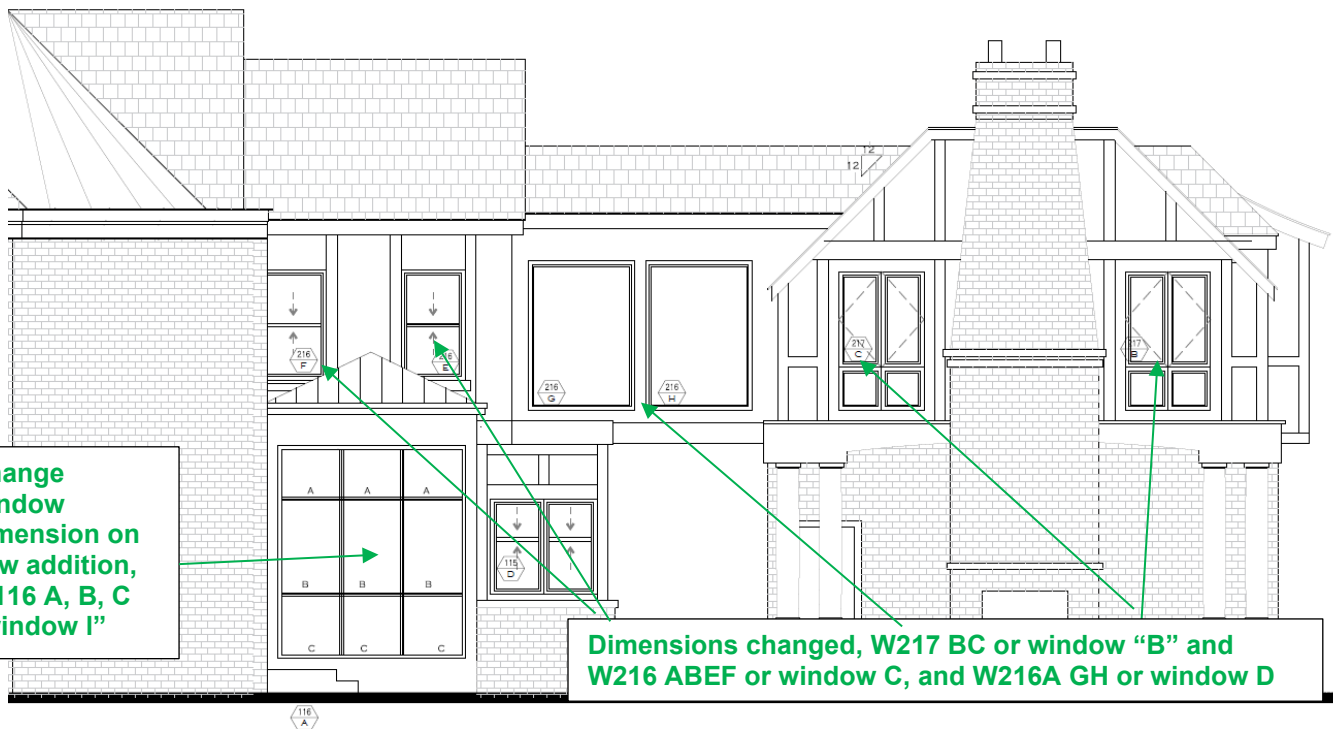 12
12
216
F
216
E
216
G
216
H
217
C
B
A A A
B B B
C C C
115
D
116
A
ange
ndow
mension on
w addition,
116 A, B, C
indow I”
Dimensions changed, W217 BC or window “B” and
W216 ABEF or window C, and W216A GH or window D